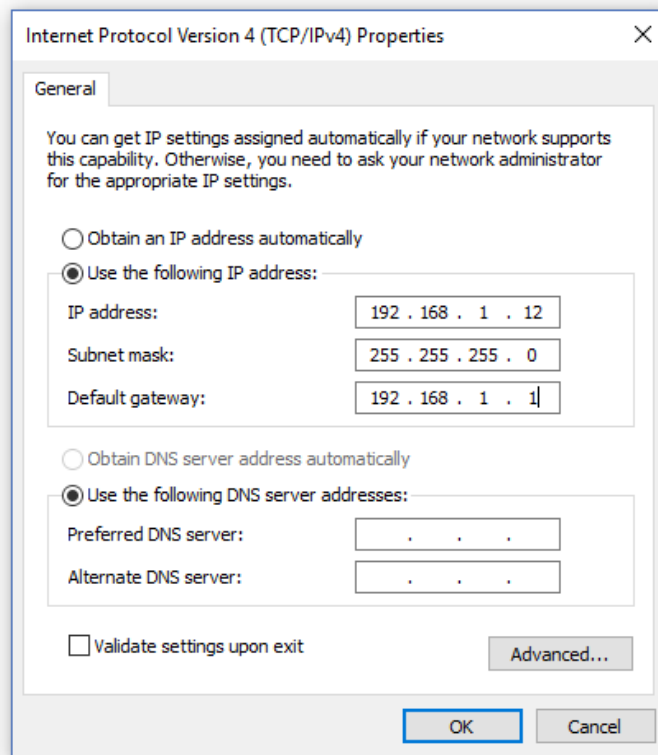 Internet Protocol Version 4 (TCP/IPv4) Properties
General
You can get IP settings assigned automatically if your network supports
this capability. Otherwise, you need to ask your network administrator
for the appropriate IP settings.
Obtain an IP address automatically
Use the following IP address:
IP address: 192 . 168 . 1 . 12
Subnet mask: 255 . 255 . 255 . 0
Default gateway: 192 . 168 . 1 . 1
Obtain DNS server address automatically
Use the following DNS server addresses:
Preferred DNS server: . . .
Alternate DNS server: . . .
Validate settings upon exit
Advanced...
OK Cancel